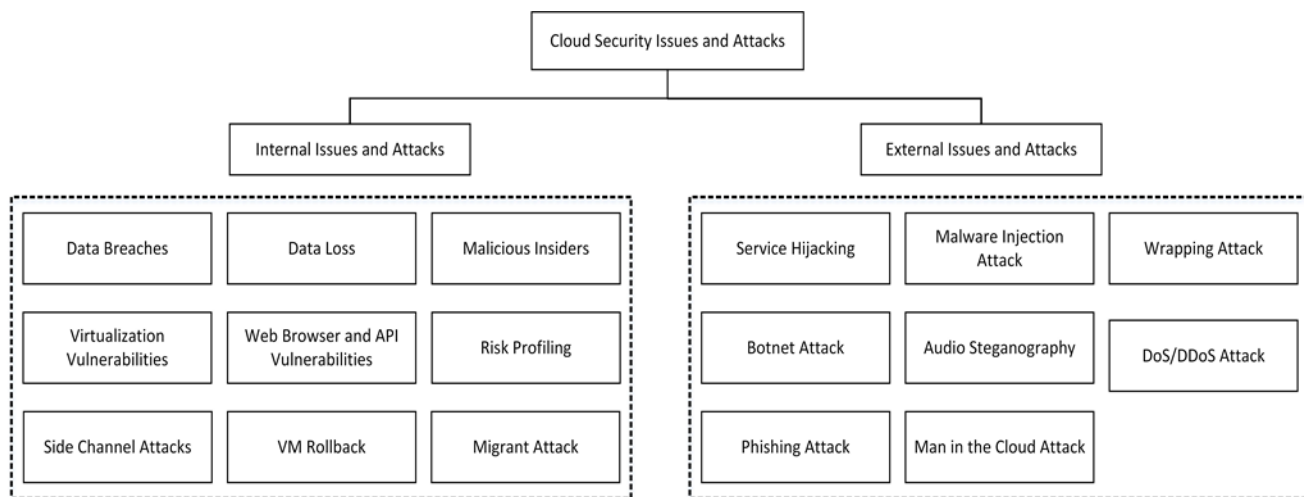 Cloud Security Issues and Attacks
Internal Issues and Attacks
External Issues and Attacks
Data Breaches
Data Loss
Malicious Insiders
Virtualization
Vulnerabilities
Web Browser and API
Vulnerabilities
Risk Profiling
Side Channel Attacks
VM Rollback
Migrant Attack
Service Hijacking
Malware Injection
Attack
Wrapping Attack
Botnet Attack
Audio Steganography
DoS/DDoS Attack
Phishing Attack
Man in the Cloud Attack